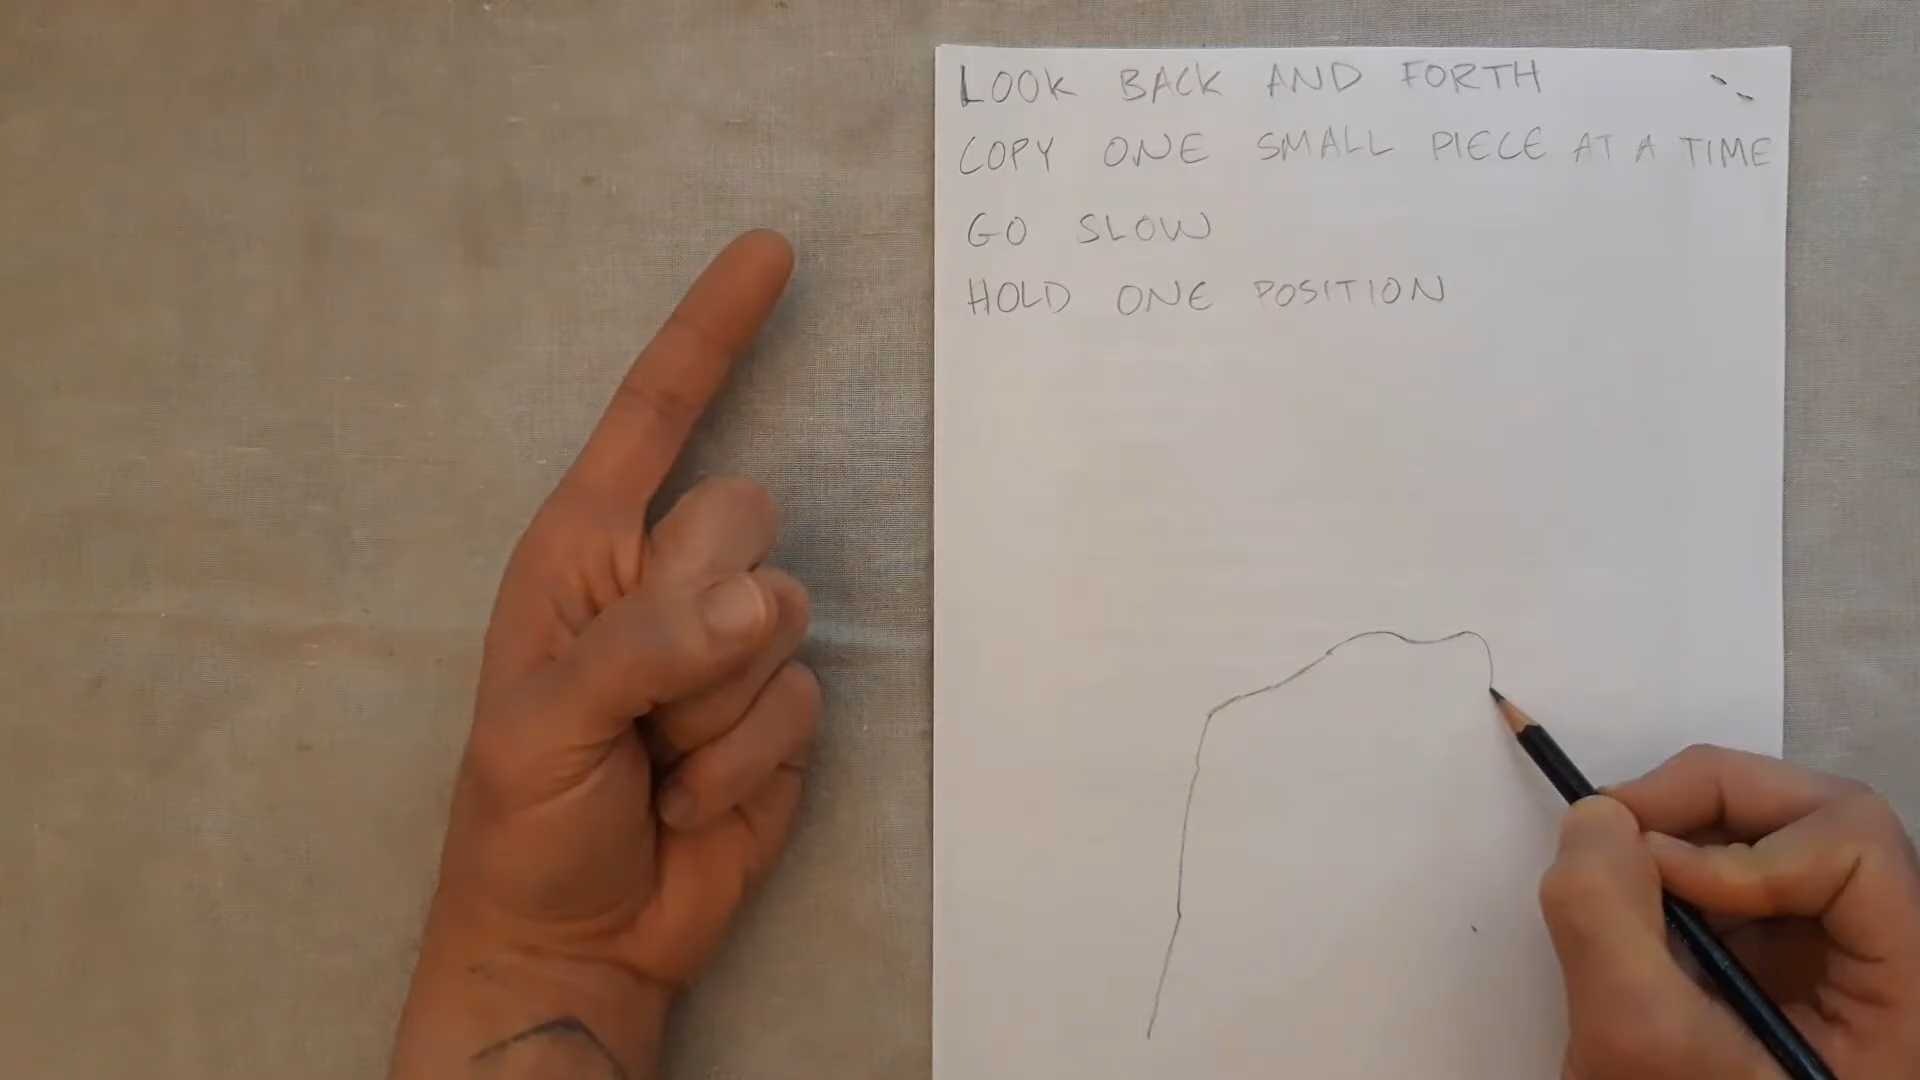 LOOK BACK AND FORTH
COPY ONE SMALL PIECE AT A TIME
GO SLOW
HOLD ONE POSITION